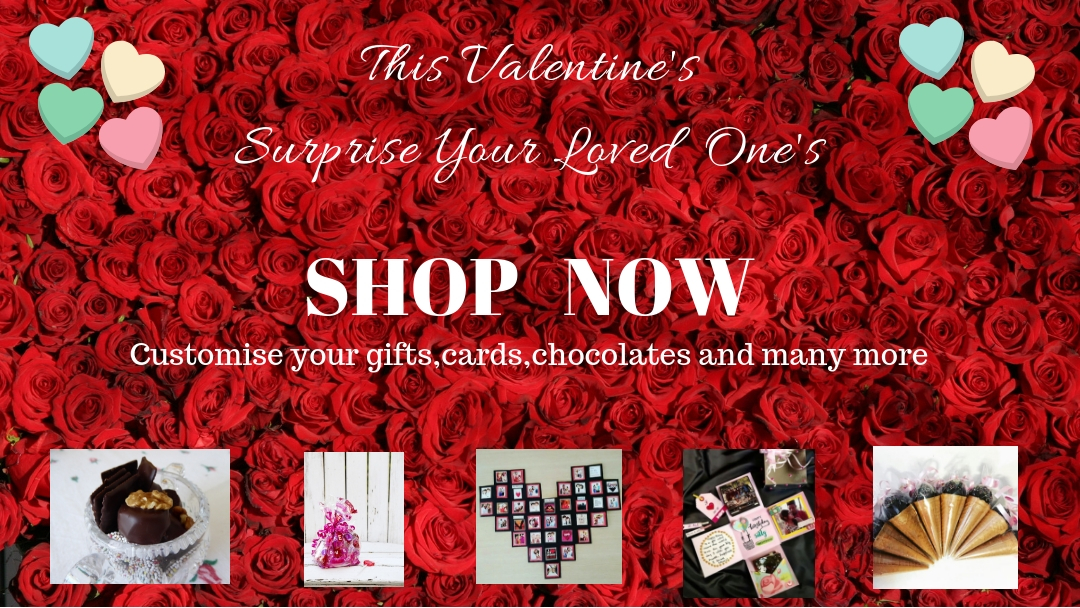 This Valentine's
Surprise Your Loved One's
SHOP NOW
Customise your gifts,cards,chocolates and many more